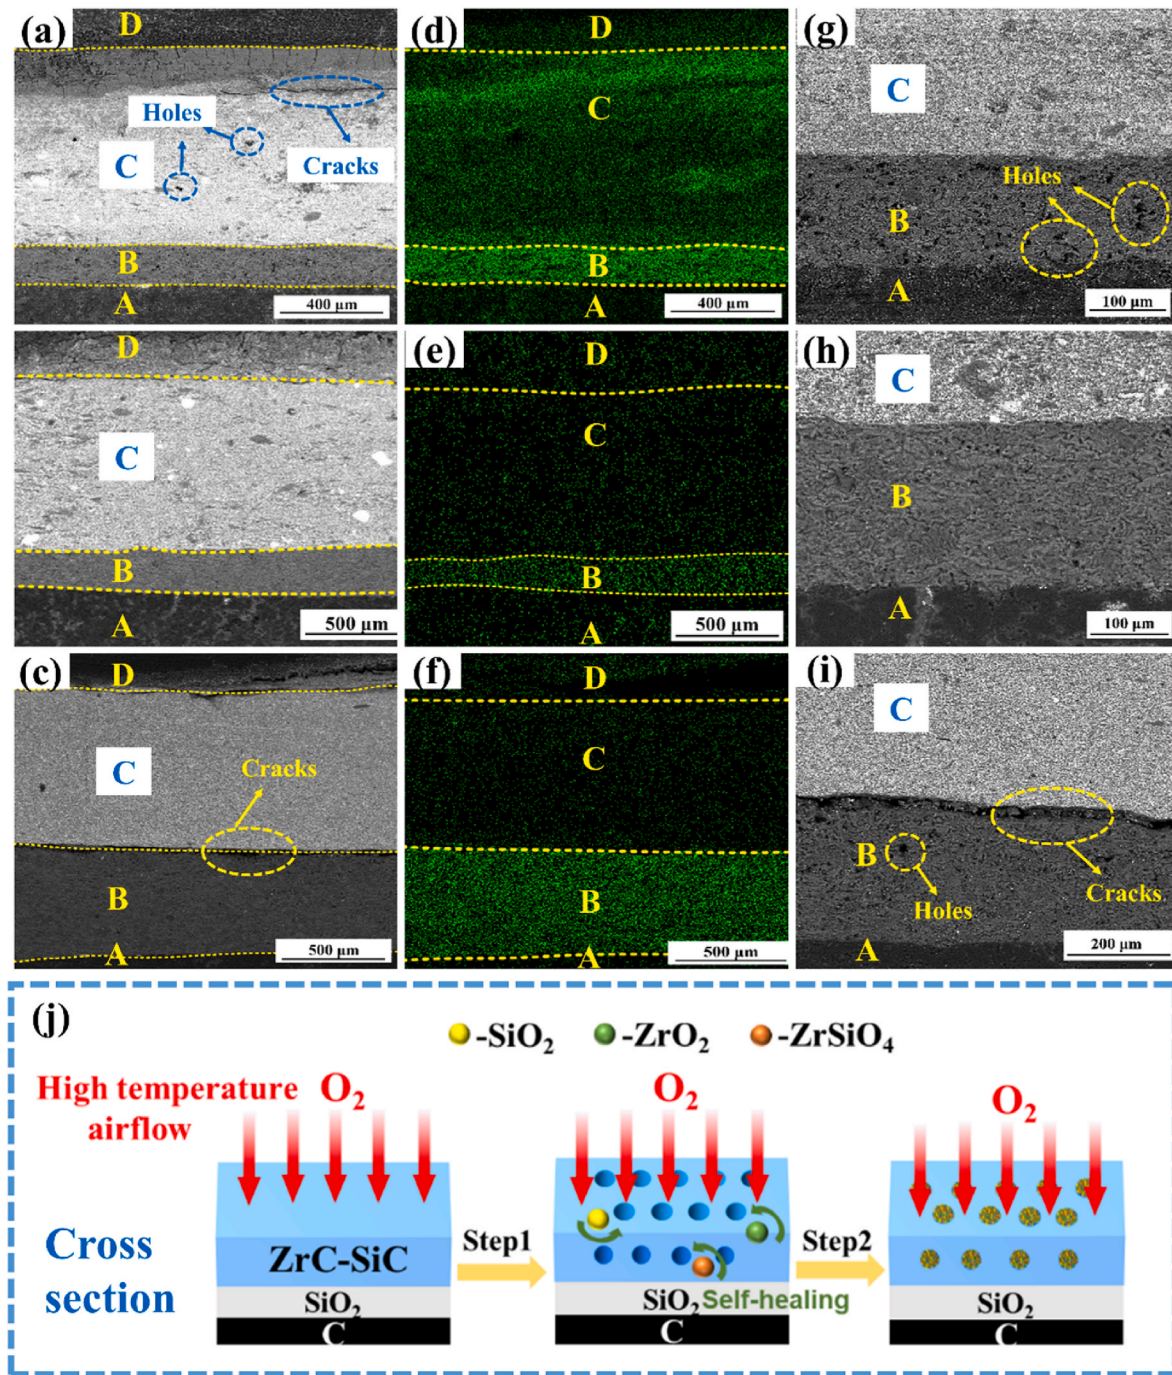 (a)
D
Holes
C
Cracks
B
A
400 μm
(d)
D
C
B
A
400 μm
(g)
C
Holes
B
A
100 μm
D
C
B
A
500 μm
(e)
D
C
B
A
500 μm
(h)
C
B
A
100 μm
(c)
D
C
Cracks
B
A
500 μm
(f)
D
C
B
A
500 μm
(i)
C
B
Holes
Cracks
A
200 μm
(j)
-SiO2 -ZrO2 -ZrSiO4
High temperature
airflow
O2
O2
O2
Cross
section
ZrC-SiC
SiO2
C
Step1
SiO2
Self-healing
C
Step2
SiO2
C